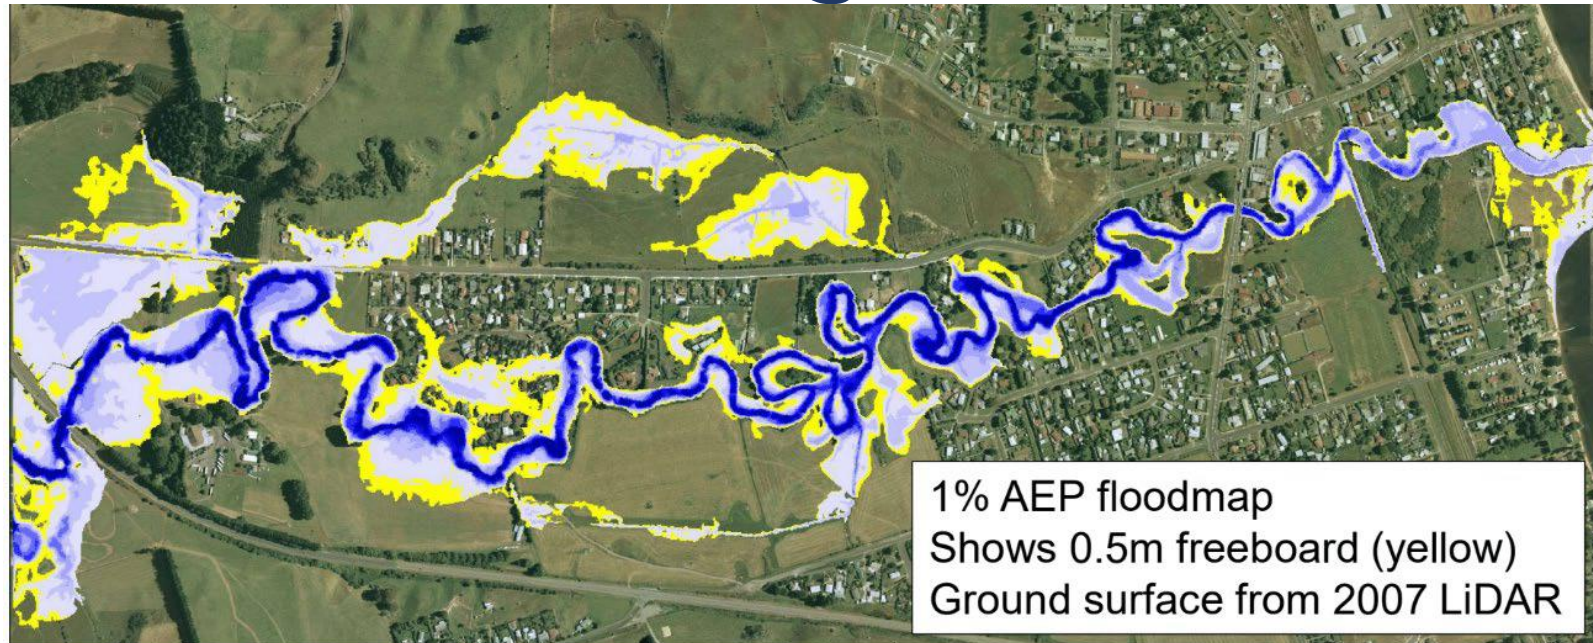 1% AEP floodmap
Shows 0.5m freeboard (yellow)
Ground surface from 2007 LiDAR